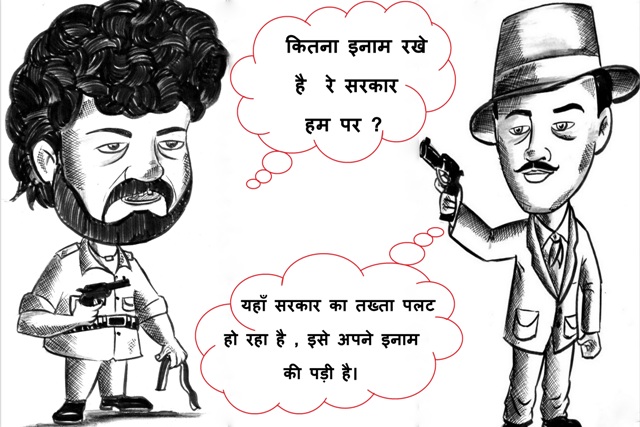 कितना इनाम रखे
है रे सरकार
हम पर ?
यहाँ सरकार का तख्ता पलट
हो रहा है , इसे अपने इनाम
की पड़ी है।